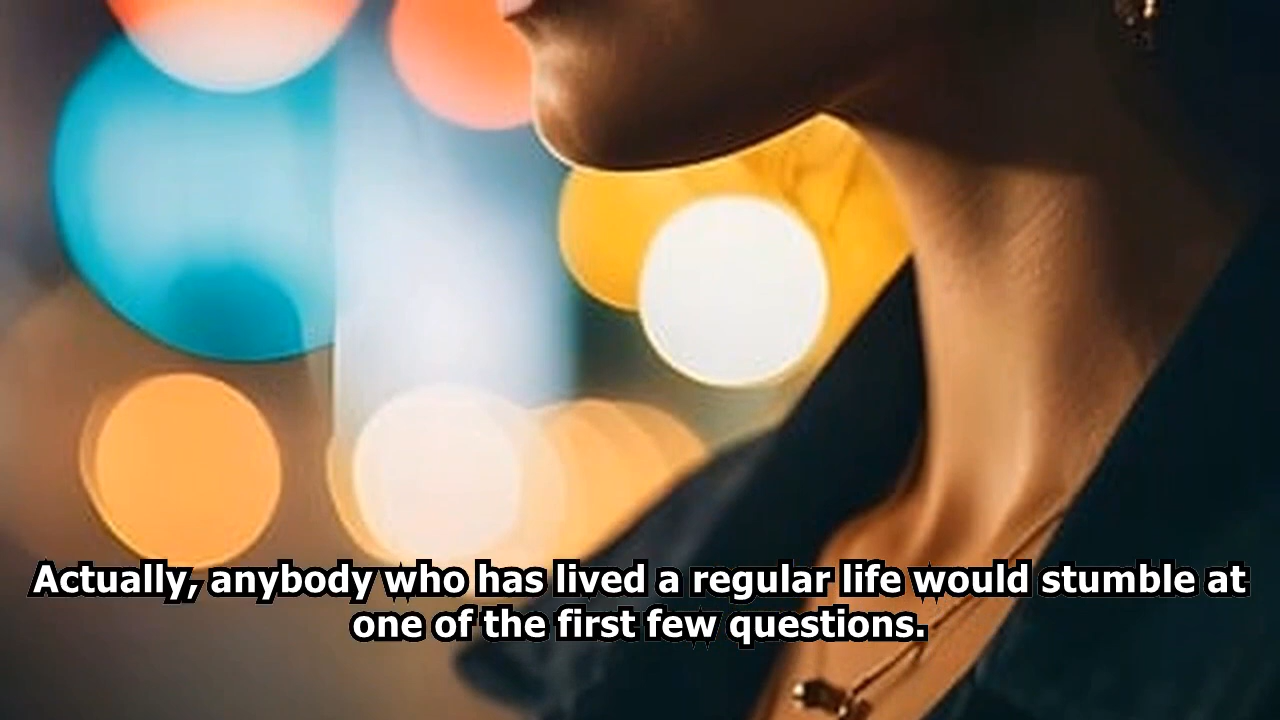 Actually, anybody who has lived a regular life would stumble at
one of the first few questions.